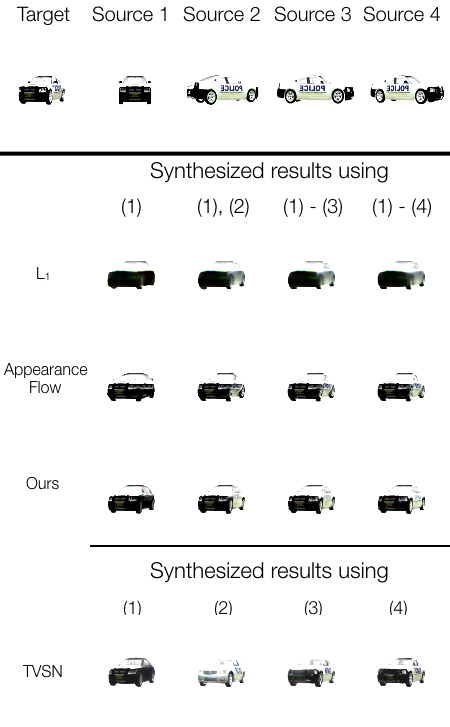 Target Source 1 Source 2 Source 3 Source 4
Synthesized results using
(1) (1), (2) (1) - (3) (1) - (4)
L₁
Appearance
Flow
Ours
Synthesized results using
(1) (2) (3) (4)
TVSN